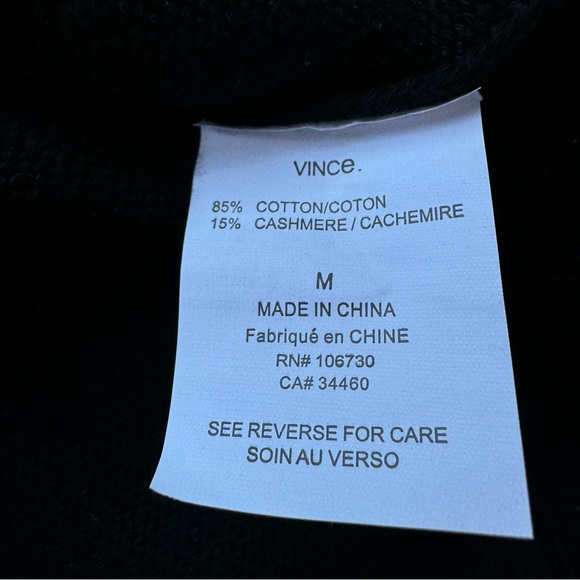 VINCe.
85% COTTON/COTON
15% CASHMERE / CACHEMIRE
M
MADE IN CHINA
Fabriqué en CHINE
RN# 106730
CA# 34460
SEE REVERSE FOR CARE
SOIN AU VERSO